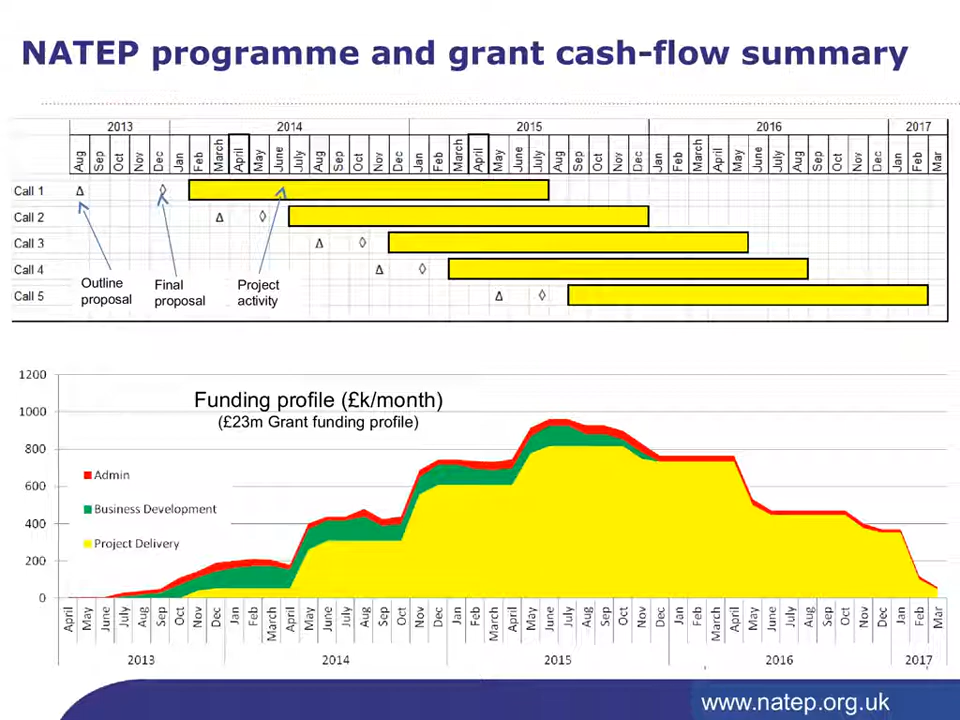 NATEP programme and grant cash-flow summary
2013 2014 2015 2016 2017
Aug Sep Oct Nov Dec Jan Feb March April May June July Aug Sep Oct Nov Dec Jan Feb March April May June July Aug Sep Oct Nov Dec Jan Feb March April May June July Aug Sep Oct Nov Dec Jan Feb Mar
Call 1
Call 2
Call 3
Call 4
Call 5
Outline
proposal
Final
proposal
Project
activity
Funding profile (£k/month)
(£23m Grant funding profile)
1200
1000
800
600
400
200
0
Admin
Business Development
Project Delivery
April May June July Aug Sep Oct Nov Dec Jan Feb March April May June July Aug Sep Oct Nov Dec Jan Feb March April May June July Aug Sep Oct Nov Dec Jan Feb March April May June July Aug Sep Oct Nov Dec Jan Feb Mar
2013 2014 2015 2016 2017
www.natep.org.uk